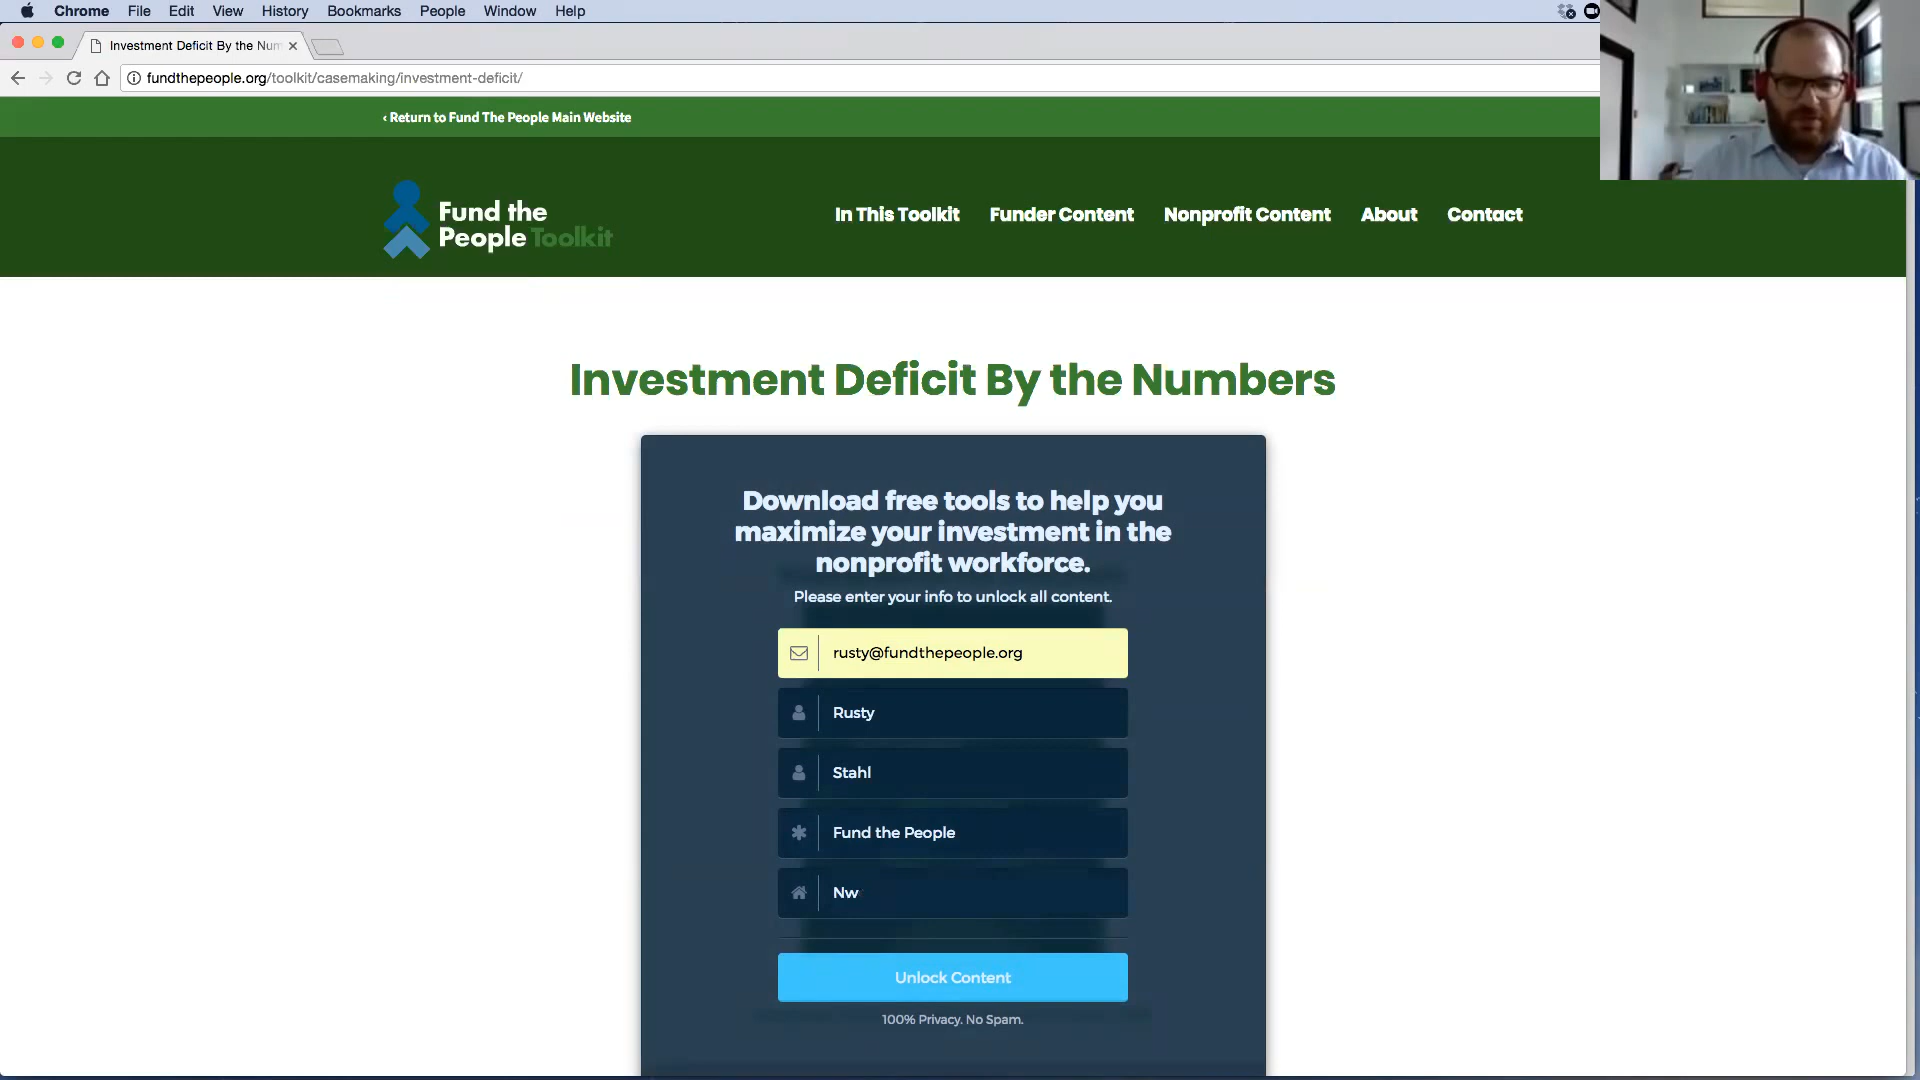 Chrome File Edit View History Bookmarks People Window Help
Investment Deficit By the Num
fundthepeople.org/toolkit/casemaking/investment-deficit/
‹ Return to Fund The People Main Website
Fund the
People Toolkit
In This Toolkit Funder Content Nonprofit Content About Contact
Investment Deficit By the Numbers
Download free tools to help you
maximize your investment in the
nonprofit workforce.
Please enter your info to unlock all content.
rusty@fundthepeople.org
Rusty
Stahl
Fund the People
Nw
Unlock Content
100% Privacy. No Spam.